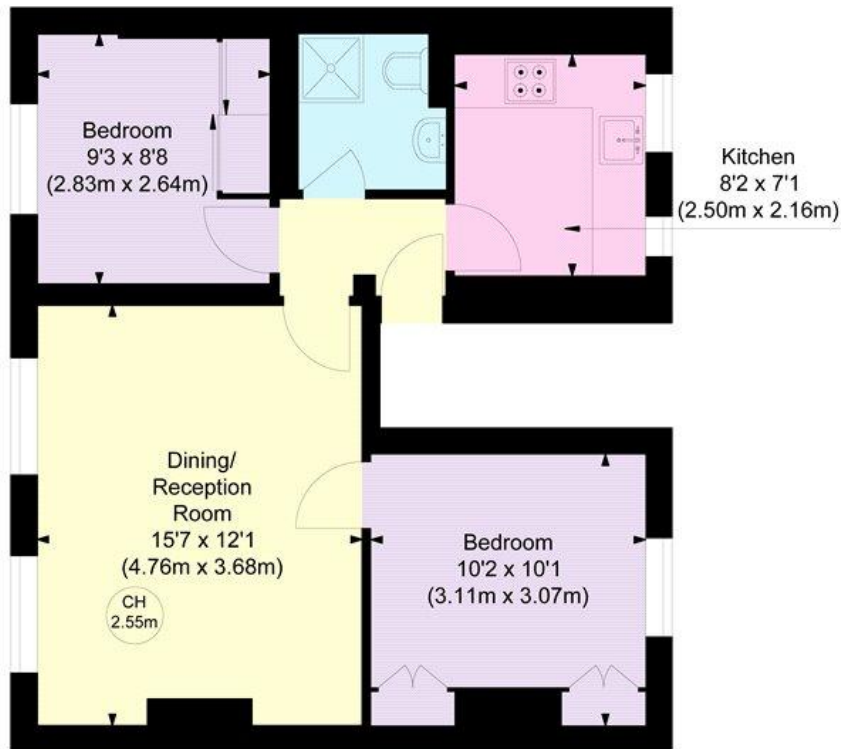 Bedroom
9'3 x 8'8
(2.83m x 2.64m)
Kitchen
8'2 x 7'1
(2.50m x 2.16m)
Dining/
Reception
Room
15'7 x 12'1
(4.76m x 3.68m)
CH
2.55m
Bedroom
10'2 x 10'1
(3.11m x 3.07m)